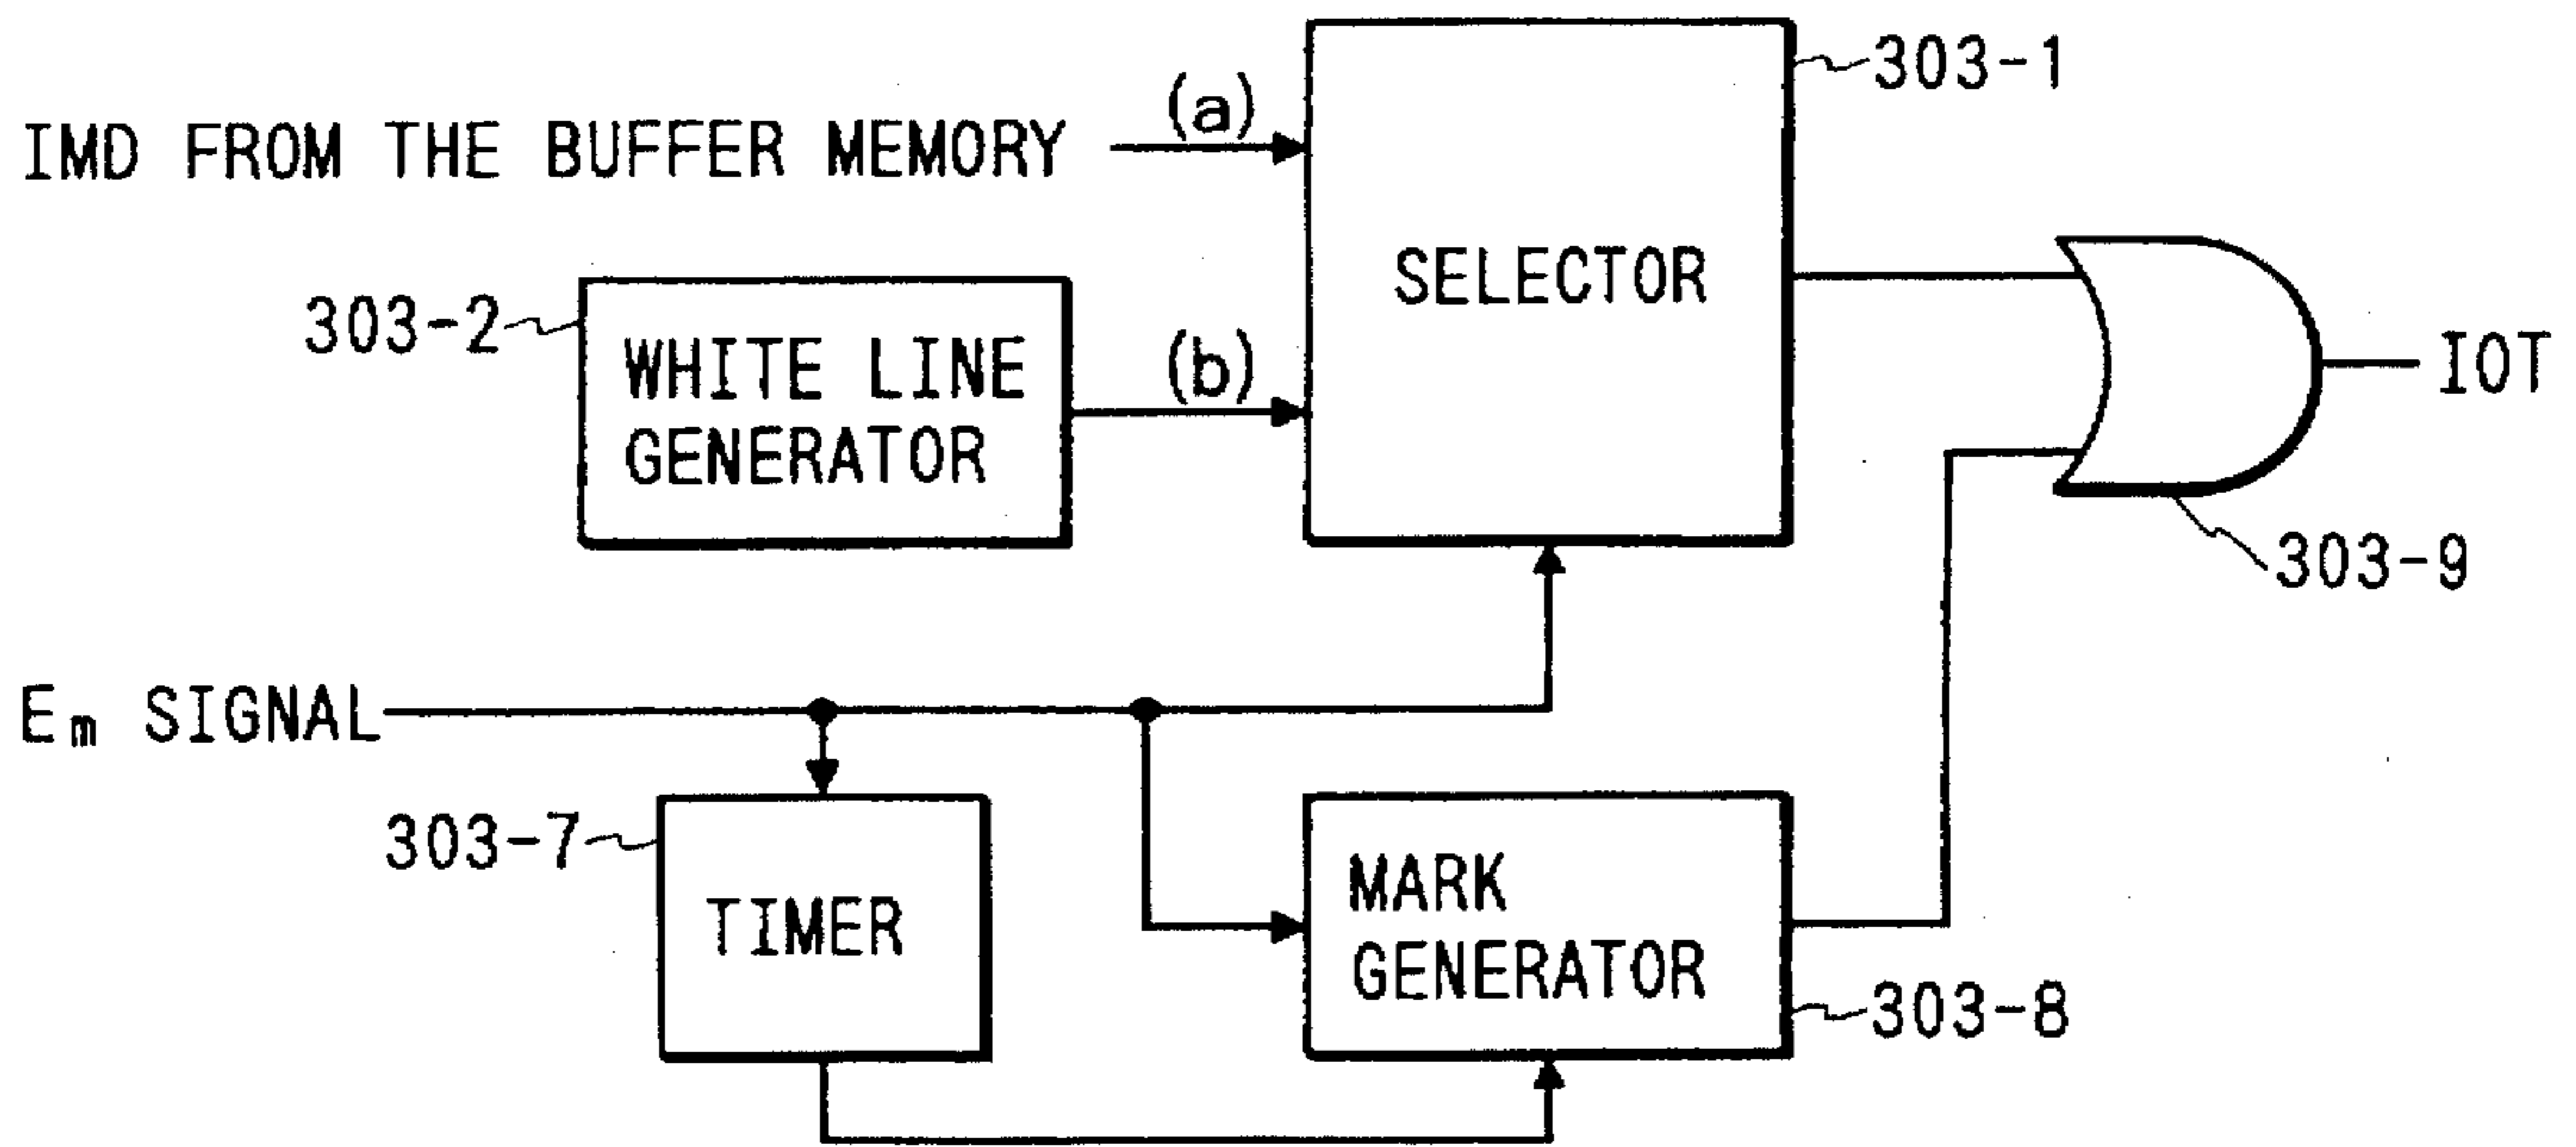 303-1
(a)
IMD FROM THE BUFFER MEMORY
SELECTOR
303-2
WHITE LINE
GENERATOR
(b)
IOT
303-9
Em SIGNAL
303-7
TIMER
MARK
GENERATOR
303-8